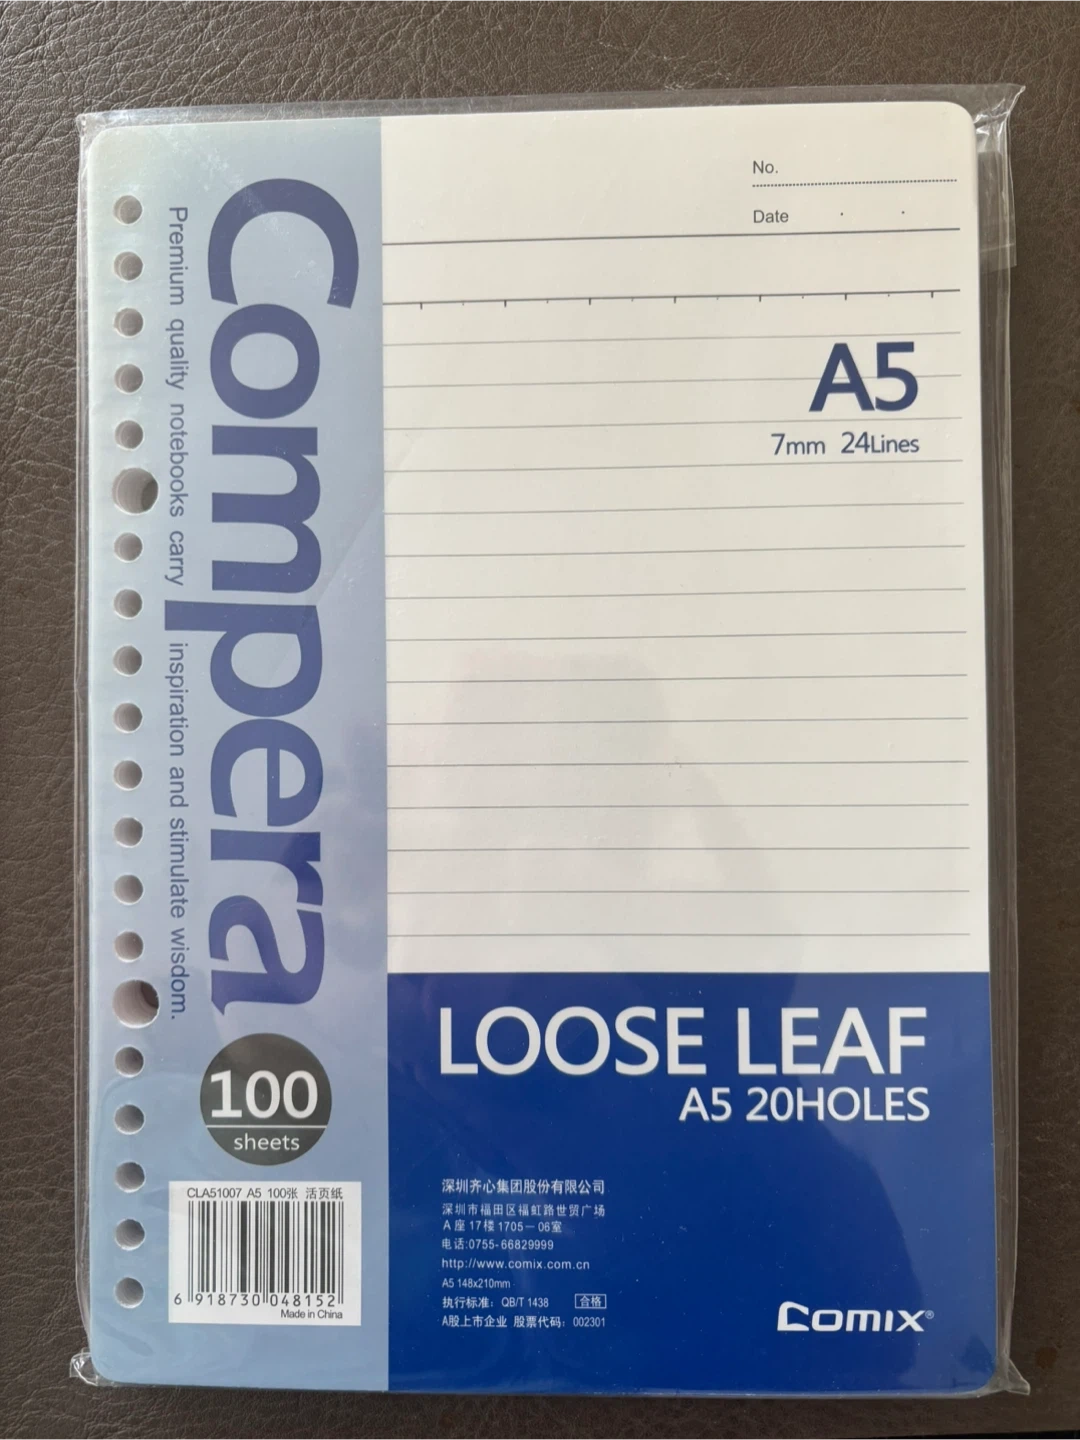 No.
Date
A5
7mm 24Lines
Compera
Premium quality notebooks carry inspiration and stimulate wisdom.
100
sheets
LOOSE LEAF
A5 20HOLES
CLA51007 A5 100张 活页纸
6 918730 048152
Made in China
深圳齐心集团股份有限公司
深圳市福田区福虹路世贸广场
A座17楼1705－06室
电话:0755-66829999
http://www.comix.com.cn
A5 148x210mm
执行标准：QB/T 1438 合格
A股上市企业 股票代码：002301
COMIX®